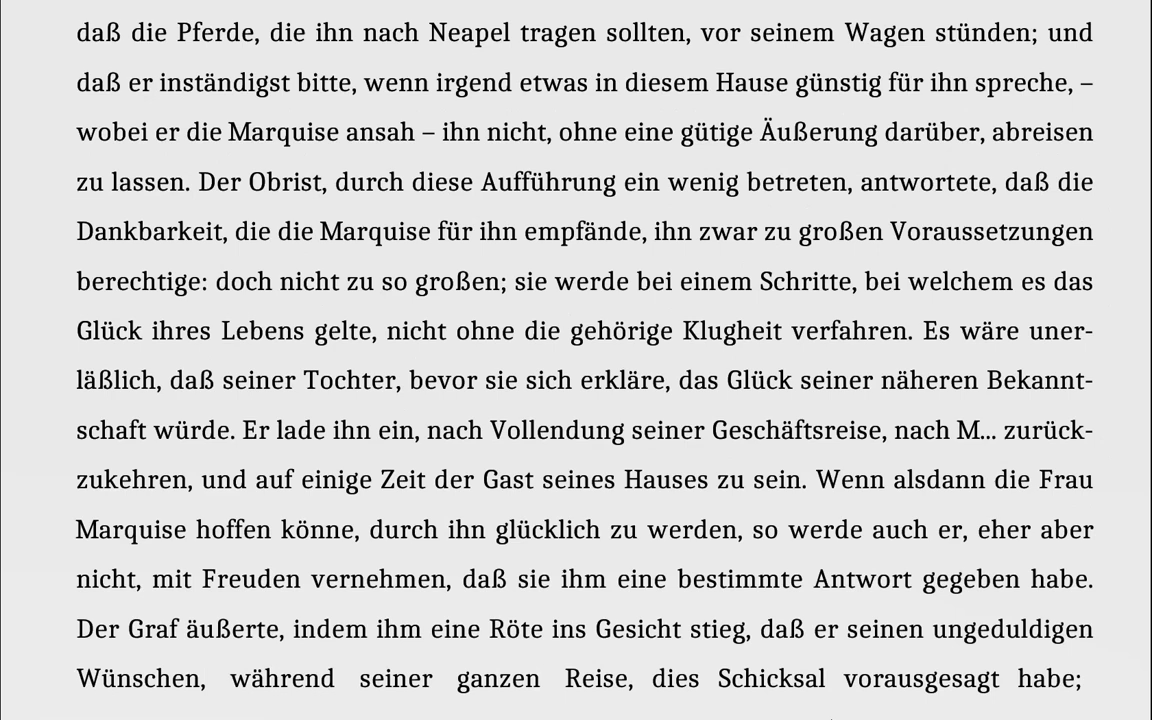 daß die Pferde, die ihn nach Neapel tragen sollten, vor seinem Wagen stünden; und
daß er inständigst bitte, wenn irgend etwas in diesem Hause günstig für ihn spreche, –
wobei er die Marquise ansah – ihn nicht, ohne eine gütige Äußerung darüber, abreisen
zu lassen. Der Obrist, durch diese Aufführung ein wenig betreten, antwortete, daß die
Dankbarkeit, die die Marquise für ihn empfände, ihn zwar zu großen Voraussetzungen
berechtige: doch nicht zu so großen; sie werde bei einem Schritte, bei welchem es das
Glück ihres Lebens gelte, nicht ohne die gehörige Klugheit verfahren. Es wäre uner-
läßlich, daß seiner Tochter, bevor sie sich erkläre, das Glück seiner näheren Bekannt-
schaft würde. Er lade ihn ein, nach Vollendung seiner Geschäftsreise, nach M... zurück-
zukehren, und auf einige Zeit der Gast seines Hauses zu sein. Wenn alsdann die Frau
Marquise hoffen könne, durch ihn glücklich zu werden, so werde auch er, eher aber
nicht, mit Freuden vernehmen, daß sie ihm eine bestimmte Antwort gegeben habe.
Der Graf äußerte, indem ihm eine Röte ins Gesicht stieg, daß er seinen ungeduldigen
Wünschen, während seiner ganzen Reise, dies Schicksal vorausgesagt habe;